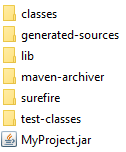 classes
generated-sources
lib
maven-archiver
surefire
test-classes
MyProject.jar